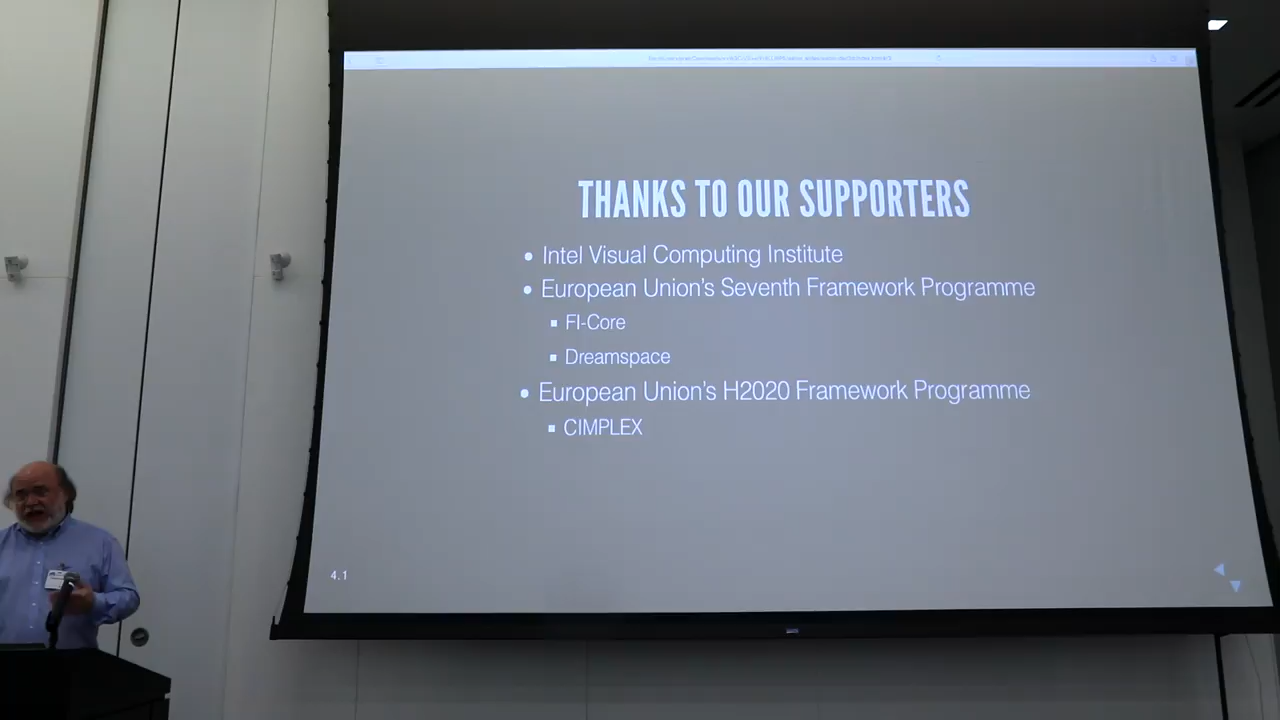 THANKS TO OUR SUPPORTERS
Intel Visual Computing Institute
European Union's Seventh Framework Programme
FI-Core
Dreamspace
European Union's H2020 Framework Programme
CIMPLEX
4.1